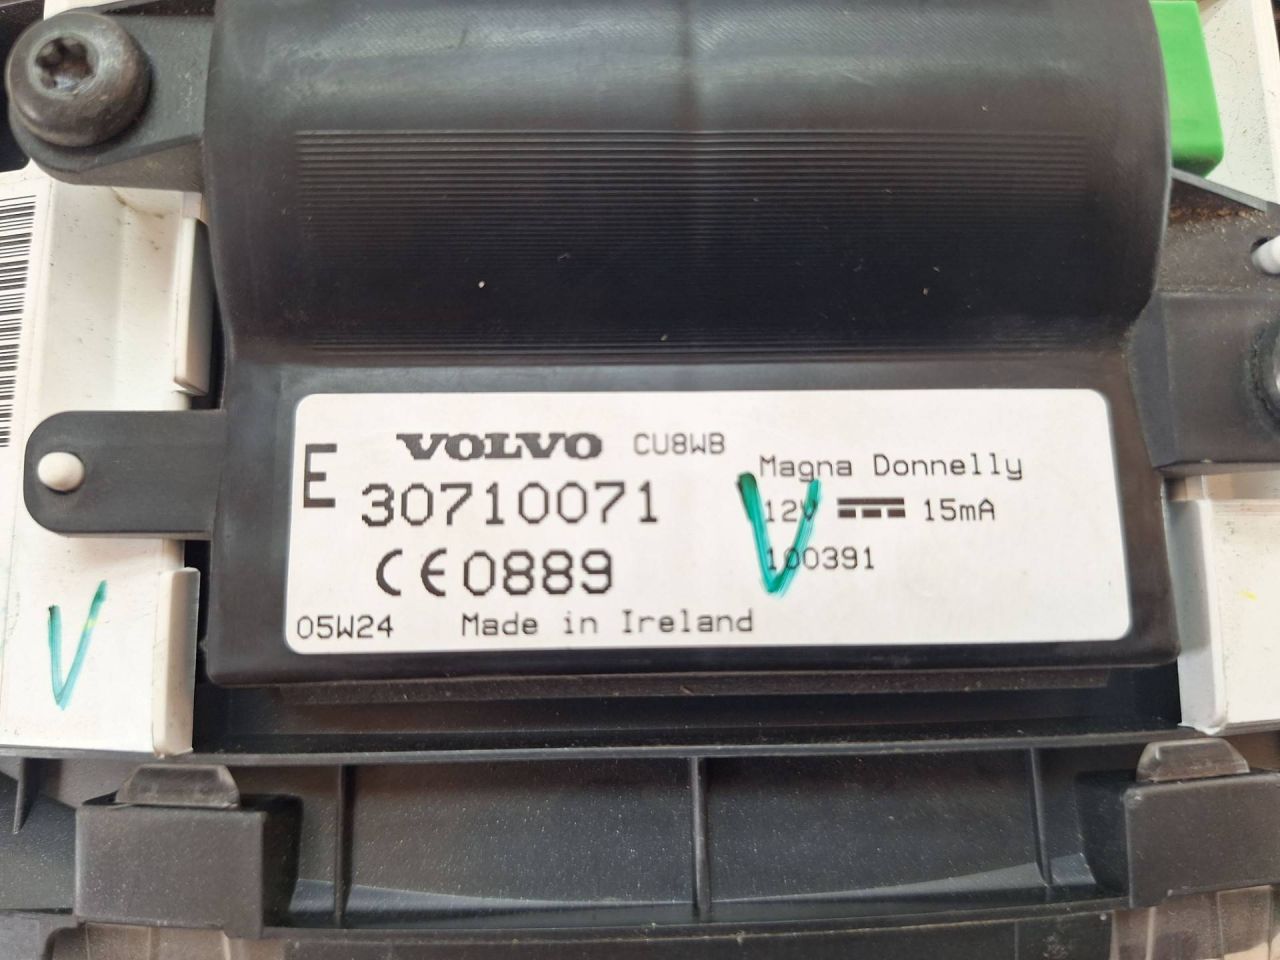 E VOLVO CU8WB
30710071
CE 0889
05W24 Made in Ireland
Magna Donnelly
12V 15mA
100391
V
V